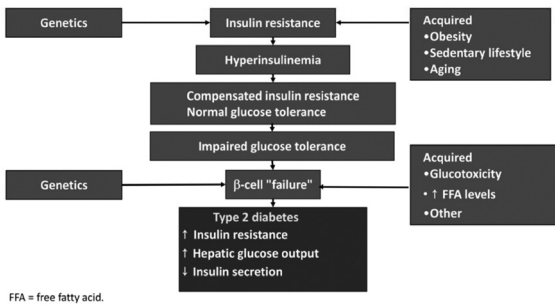 Genetics
Insulin resistance
Acquired
•Obesity
•Sedentary lifestyle
•Aging
Hyperinsulinemia
Compensated insulin resistance
Normal glucose tolerance
Impaired glucose tolerance
Genetics
β-cell "failure"
Acquired
•Glucotoxicity
• ↑ FFA levels
•Other
Type 2 diabetes
↑ Insulin resistance
↑ Hepatic glucose output
↓ Insulin secretion
FFA = free fatty acid.